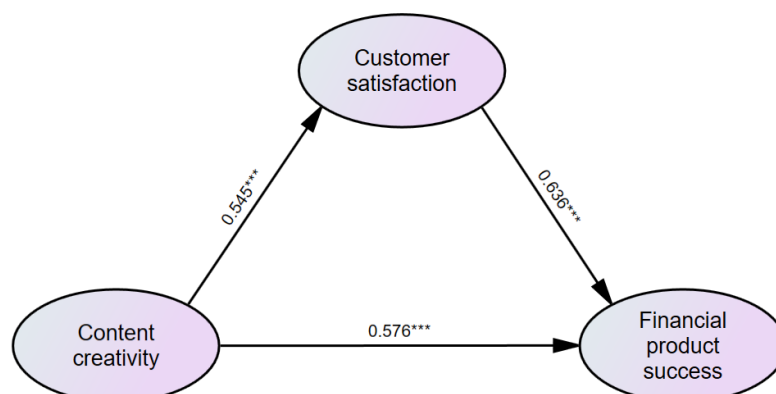 Customer
satisfaction
0.545***
0.636***
0.576***
Content
creativity
Financial
product
success